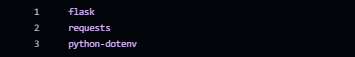 1 flask
2 requests
3 python-dotenv